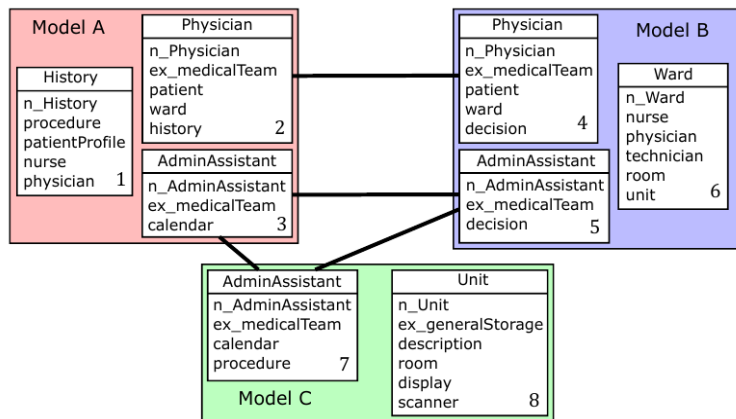 Model A
History
n_History
procedure
patientProfile
nurse
physician
1
Physician
n_Physician
ex_medicalTeam
patient
ward
history
2
AdminAssistant
n_AdminAssistant
ex_medicalTeam
calendar
3
Model B
Physician
n_Physician
ex_medicalTeam
patient
ward
decision
4
AdminAssistant
n_AdminAssistant
ex_medicalTeam
decision
5
Ward
n_Ward
nurse
physician
technician
room
unit
6
AdminAssistant
n_AdminAssistant
ex_medicalTeam
calendar
procedure
7
Model C
Unit
n_Unit
ex_generalStorage
description
room
display
scanner
8